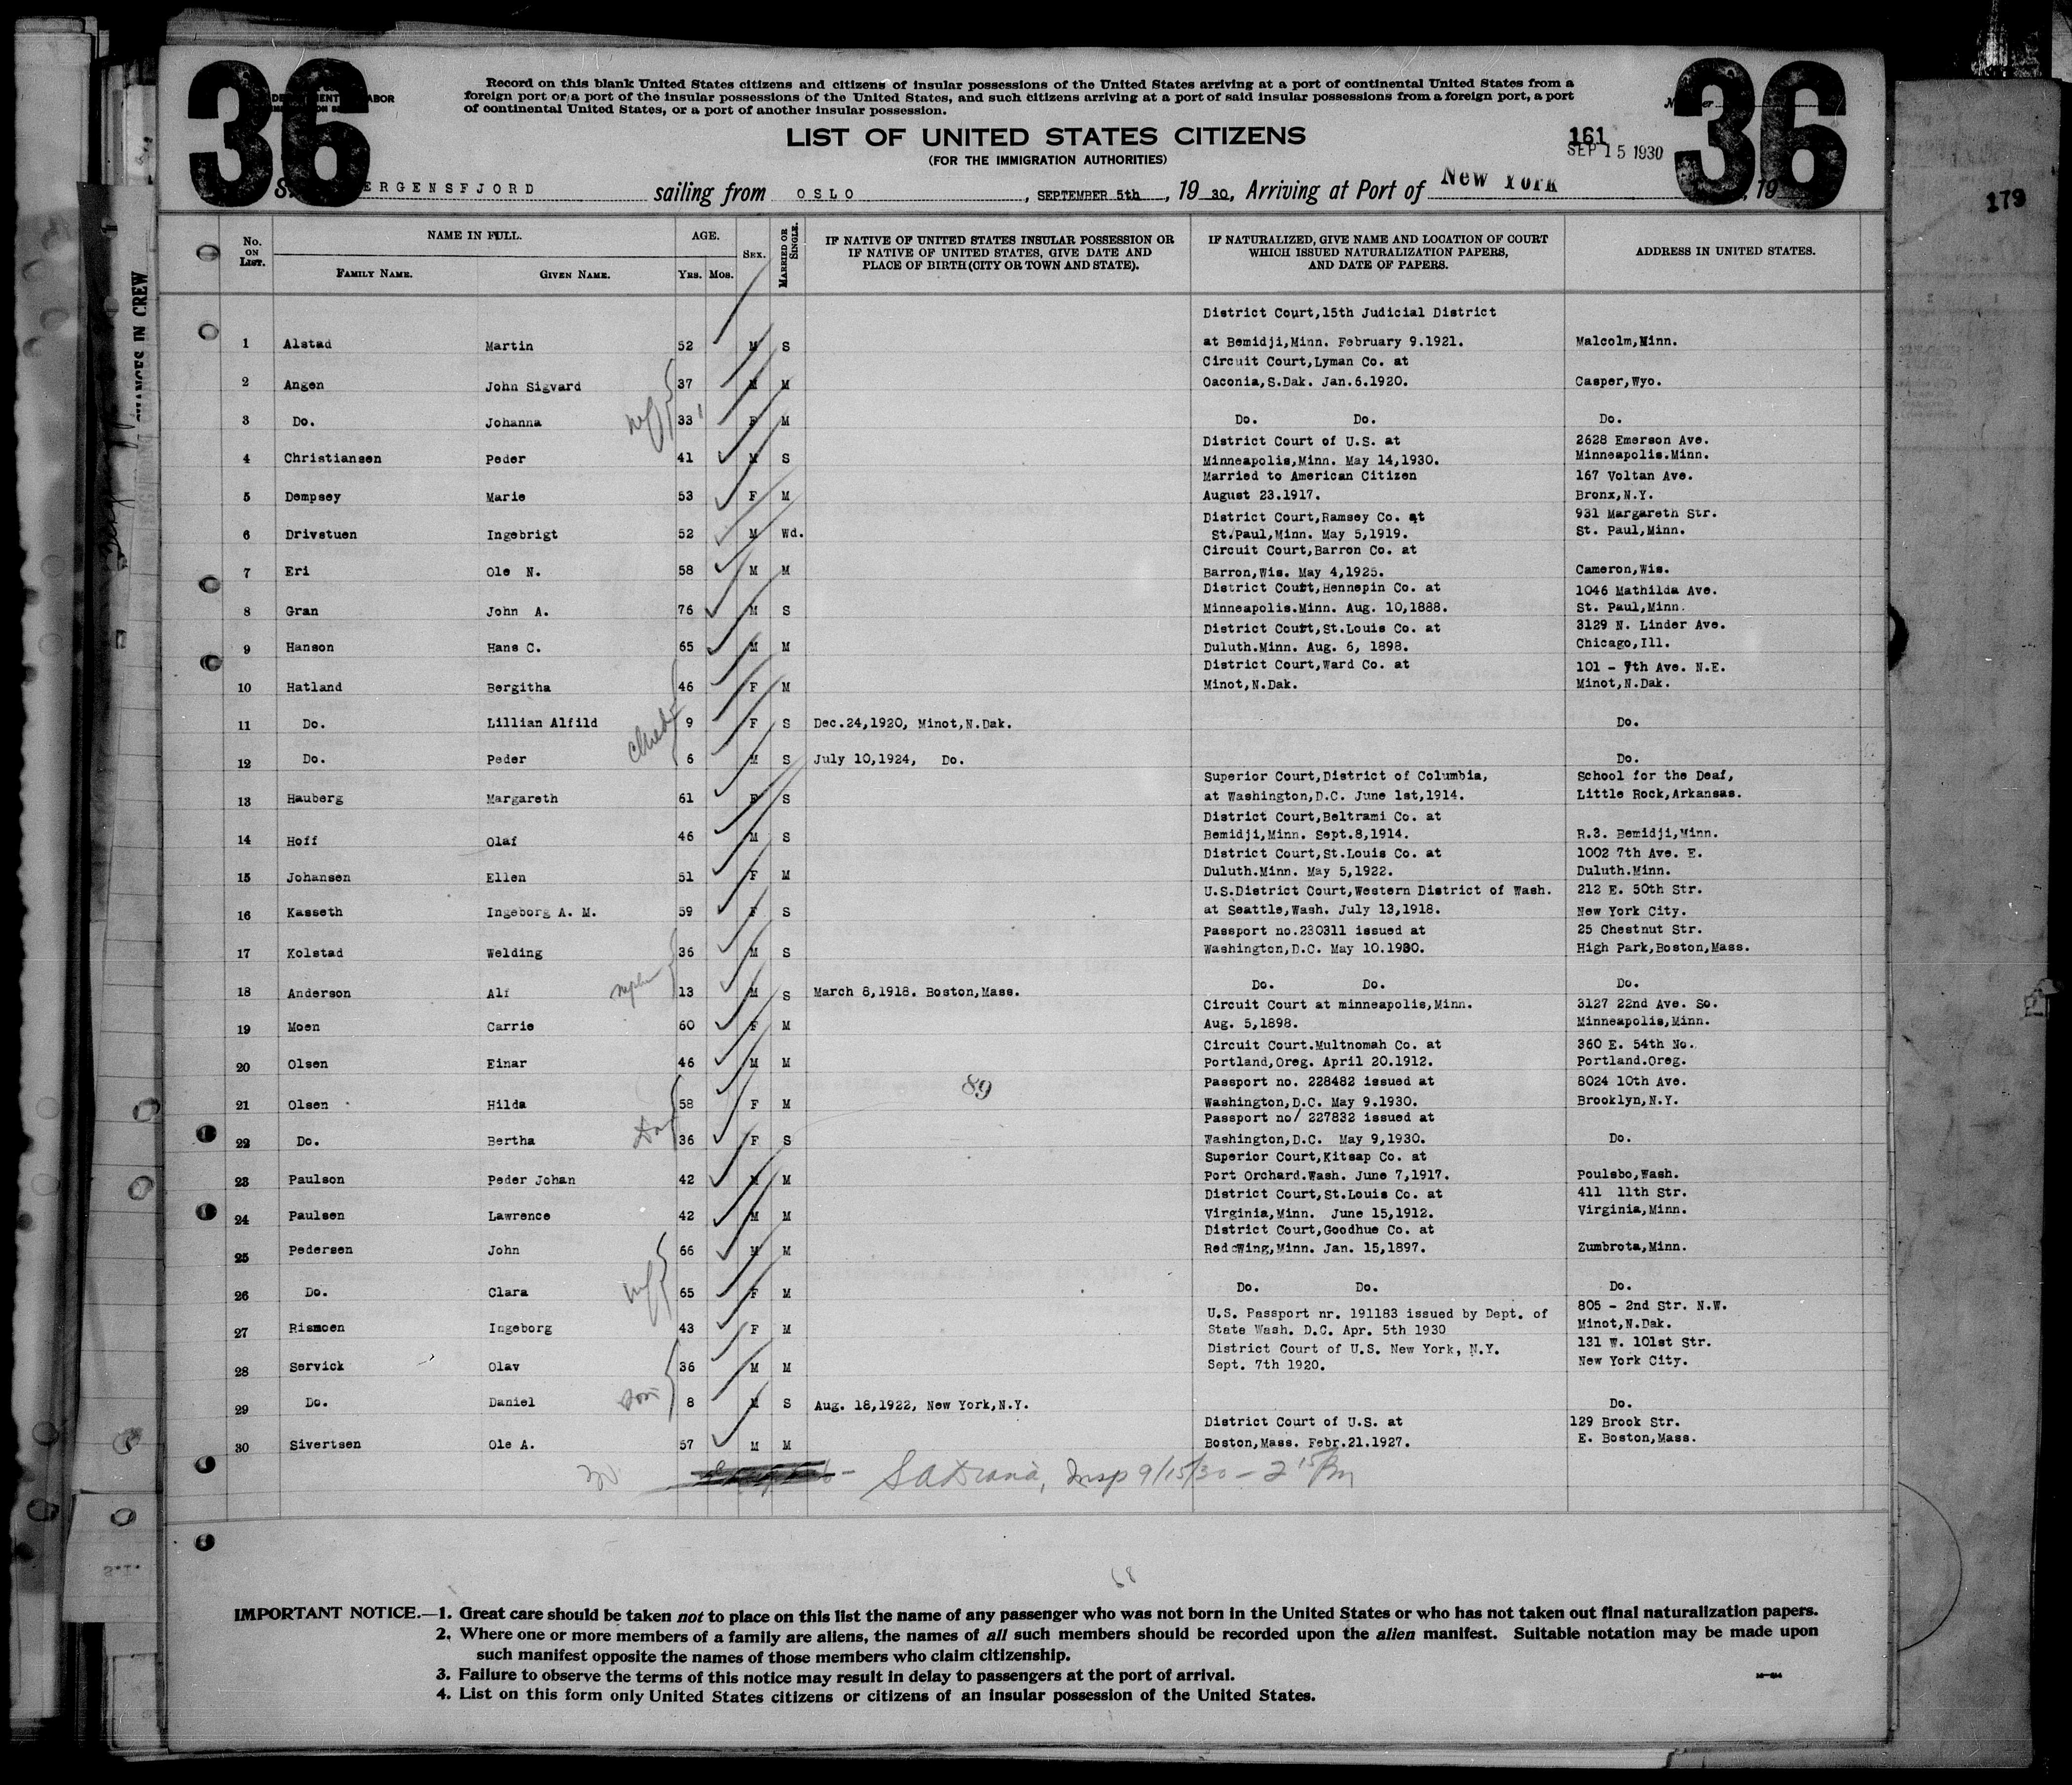 36
36
DEPARTMENT LABOR
Record on this blank United States citizens and citizens of insular possessions of the United States arriving at a port of continental United States from a
foreign port or a port of the insular possessions of the United States, and such citizens arriving at a port of said insular possessions from a foreign port, a port
of continental United States, or a port of another insular possession.
LIST OF UNITED STATES CITIZENS
(FOR THE IMMIGRATION AUTHORITIES)
161
SEP 15 1930
ERGENSFJORD sailing from OSLO, SEPTEMBER 5th, 19 30, Arriving at Port of New York, 19
179
CHANGES IN CREW
No. ON LIST. NAME IN FULL. AGE. SEX. MARRIED OR SINGLE. IF NATIVE OF UNITED STATES INSULAR POSSESSION OR IF NATIVE OF UNITED STATES, GIVE DATE AND PLACE OF BIRTH (CITY OR TOWN AND STATE). IF NATURALIZED, GIVE NAME AND LOCATION OF COURT WHICH ISSUED NATURALIZATION PAPERS, AND DATE OF PAPERS. ADDRESS IN UNITED STATES.
FAMILY NAME. GIVEN NAME. YRS. MOS.
District Court,15th Judicial District
1 Alstad Martin 52 M S at Bemidji,Minn. February 9.1921. Malcolm,Minn.
Circuit Court,Lyman Co. at
2 Angen John Sigvard 37 M M Oaconia,S.Dak. Jan.6.1920. Casper,Wyo.
3 Do. Johanna wf 33 F M Do. Do. Do.
District Court of U.S. at 2628 Emerson Ave.
4 Christiansen Peder 41 M S Minneapolis,Minn. May 14,1930. Minneapolis.Minn.
Married to American Citizen 167 Voltan Ave.
5 Dempsey Marie 53 F M August 23.1917. Bronx,N.Y.
District Court,Ramsey Co. at 931 Margareth Str.
6 Drivstuen Ingebrigt 52 M Wd. St.Paul,Minn. May 5,1919. St. Paul,Minn.
Circuit Court,Barron Co. at
7 Eri Ole N. 58 M M Barron,Wis. May 4,1925. Cameron,Wis.
District Court,Hennepin Co. at 1046 Mathilda Ave.
8 Gran John A. 76 M S Minneapolis.Minn. Aug. 10,1888. St. Paul,Minn.
District Court,St.Louis Co. at 3129 N. Linder Ave.
9 Hanson Hans C. 65 M M Duluth.Minn. Aug. 6, 1898. Chicago,Ill.
District Court,Ward Co. at 101 - 7th Ave. N.E.
10 Hatland Bergitha 46 F M Minot,N.Dak. Minot,N.Dak.
11 Do. Lillian Alfild 9 F S Dec.24,1920, Minot,N.Dak. Do.
12 Do. Peder 6 M S July 10,1924, Do. Do.
Superior Court,District of Columbia, School for the Deaf,
13 Hauberg Margareth 61 F S at Washington,D.C. June 1st,1914. Little Rock,Arkansas.
District Court,Beltrami Co. at
14 Hoff Olaf 46 M S Bemidji,Minn. Sept.8,1914. R.3. Bemidji,Minn.
District Court,St.Louis Co. at 1002 7th Ave. E.
15 Johansen Ellen 51 F M Duluth.Minn. May 5,1922. Duluth.Minn.
U.S.District Court,Western District of Wash. 212 E. 50th Str.
16 Kasseth Ingeborg A. M. 59 F S at Seattle,Wash. July 13,1918. New York City.
Passport no.230311 issued at 25 Chestnut Str.
17 Kolstad Welding 36 M S Washington,D.C. May 10.1930. High Park,Boston,Mass.
18 Anderson Alf 13 M S March 8,1918. Boston,Mass. Do. Do. Do.
Circuit Court at minneapolis,Minn. 3127 22nd Ave. So.
19 Moen Carrie 60 F M Aug. 5,1898. Minneapolis,Minn.
Circuit Court.Multnomah Co. at 360 E. 54th No.
20 Olsen Einar 46 M M Portland,Oreg. April 20.1912. Portland.Oreg.
89
Passport no. 228482 issued at 8024 10th Ave.
21 Olsen Hilda 58 F M Washington,D.C. May 9.1930. Brooklyn,N.Y.
Passport no/ 227832 issued at
22 Do. Bertha 36 F S Washington,D.C. May 9,1930. Do.
Superior Court,Kitsap Co. at
23 Paulson Peder Johan 42 M M Port Orchard.Wash. June 7,1917. Poulsbo,Wash.
District Court,St.Louis Co. at 411 11th Str.
24 Paulsen Lawrence 42 M M Virginia,Minn. June 15,1912. Virginia,Minn.
District Court,Goodhue Co. at
25 Pedersen John 66 M M Redwing,Minn. Jan. 15,1897. Zumbrota,Minn.
26 Do. Clara wf 65 F M Do. Do. Do.
U.S. Passport nr. 191183 issued by Dept. of 805 - 2nd Str. N.W.
27 Rismoen Ingeborg 43 F M State Wash. D.C. Apr. 5th 1930 Minot,N.Dak.
District Court of U.S. New York, N.Y. 131 W. 101st Str.
28 Servick Olav 36 M M Sept. 7th 1920. New York City.
29 Do. Daniel son 8 M S Aug. 18,1922, New York,N.Y. Do.
District Court of U.S. at 129 Brook Str.
30 Sivertsen Ole A. 57 M M Boston,Mass. Febr.21.1927. E. Boston,Mass.
Insp 9/15/30 - 2 15 Pm
68
IMPORTANT NOTICE.—1. Great care should be taken not to place on this list the name of any passenger who was not born in the United States or who has not taken out final naturalization papers.
2. Where one or more members of a family are aliens, the names of all such members should be recorded upon the alien manifest. Suitable notation may be made upon
such manifest opposite the names of those members who claim citizenship.
3. Failure to observe the terms of this notice may result in delay to passengers at the port of arrival.
4. List on this form only United States citizens or citizens of an insular possession of the United States.